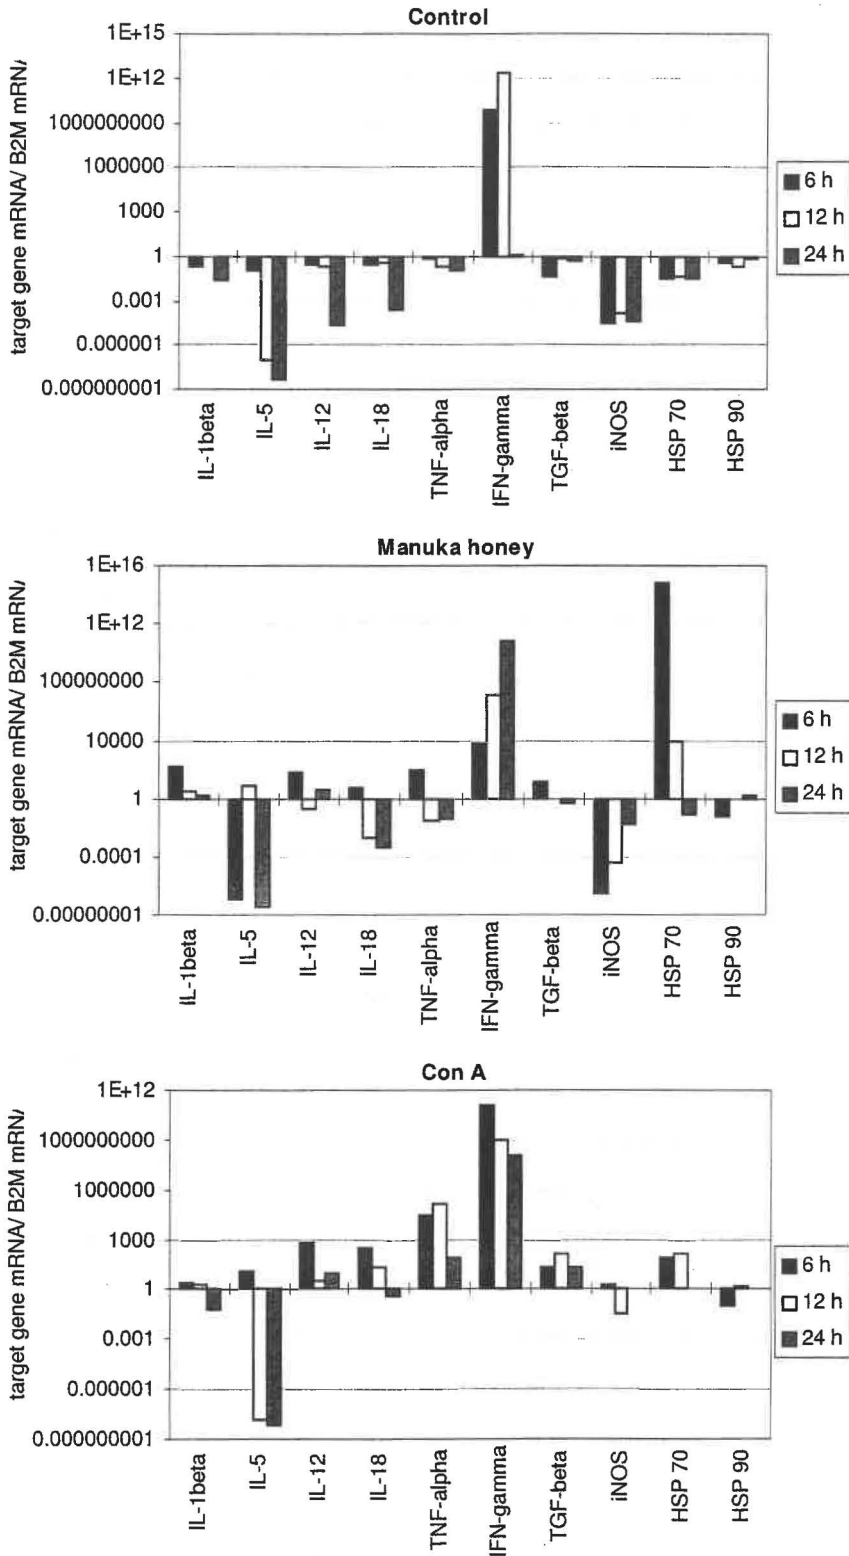 Control
target gene mRNA/ B2M mRN/
1E+15
1E+12
1000000000
1000000
1000
1
0.001
0.000001
0.000000001
IL-1beta
IL-5
IL-12
IL-18
TNF-alpha
IFN-gamma
TGF-beta
iNOS
HSP 70
HSP 90
6 h
12 h
24 h
Manuka honey
target gene mRNA/ B2M mRN/
1E+16
1E+12
100000000
10000
1
0.0001
0.00000001
IL-1beta
IL-5
IL-12
IL-18
TNF-alpha
IFN-gamma
TGF-beta
iNOS
HSP 70
HSP 90
6 h
12 h
24 h
Con A
target gene mRNA/ B2M mRN/
1E+12
1000000000
1000000
1000
1
0.001
0.000001
0.000000001
IL-1beta
IL-5
IL-12
IL-18
TNF-alpha
IFN-gamma
TGF-beta
iNOS
HSP 70
HSP 90
6 h
12 h
24 h